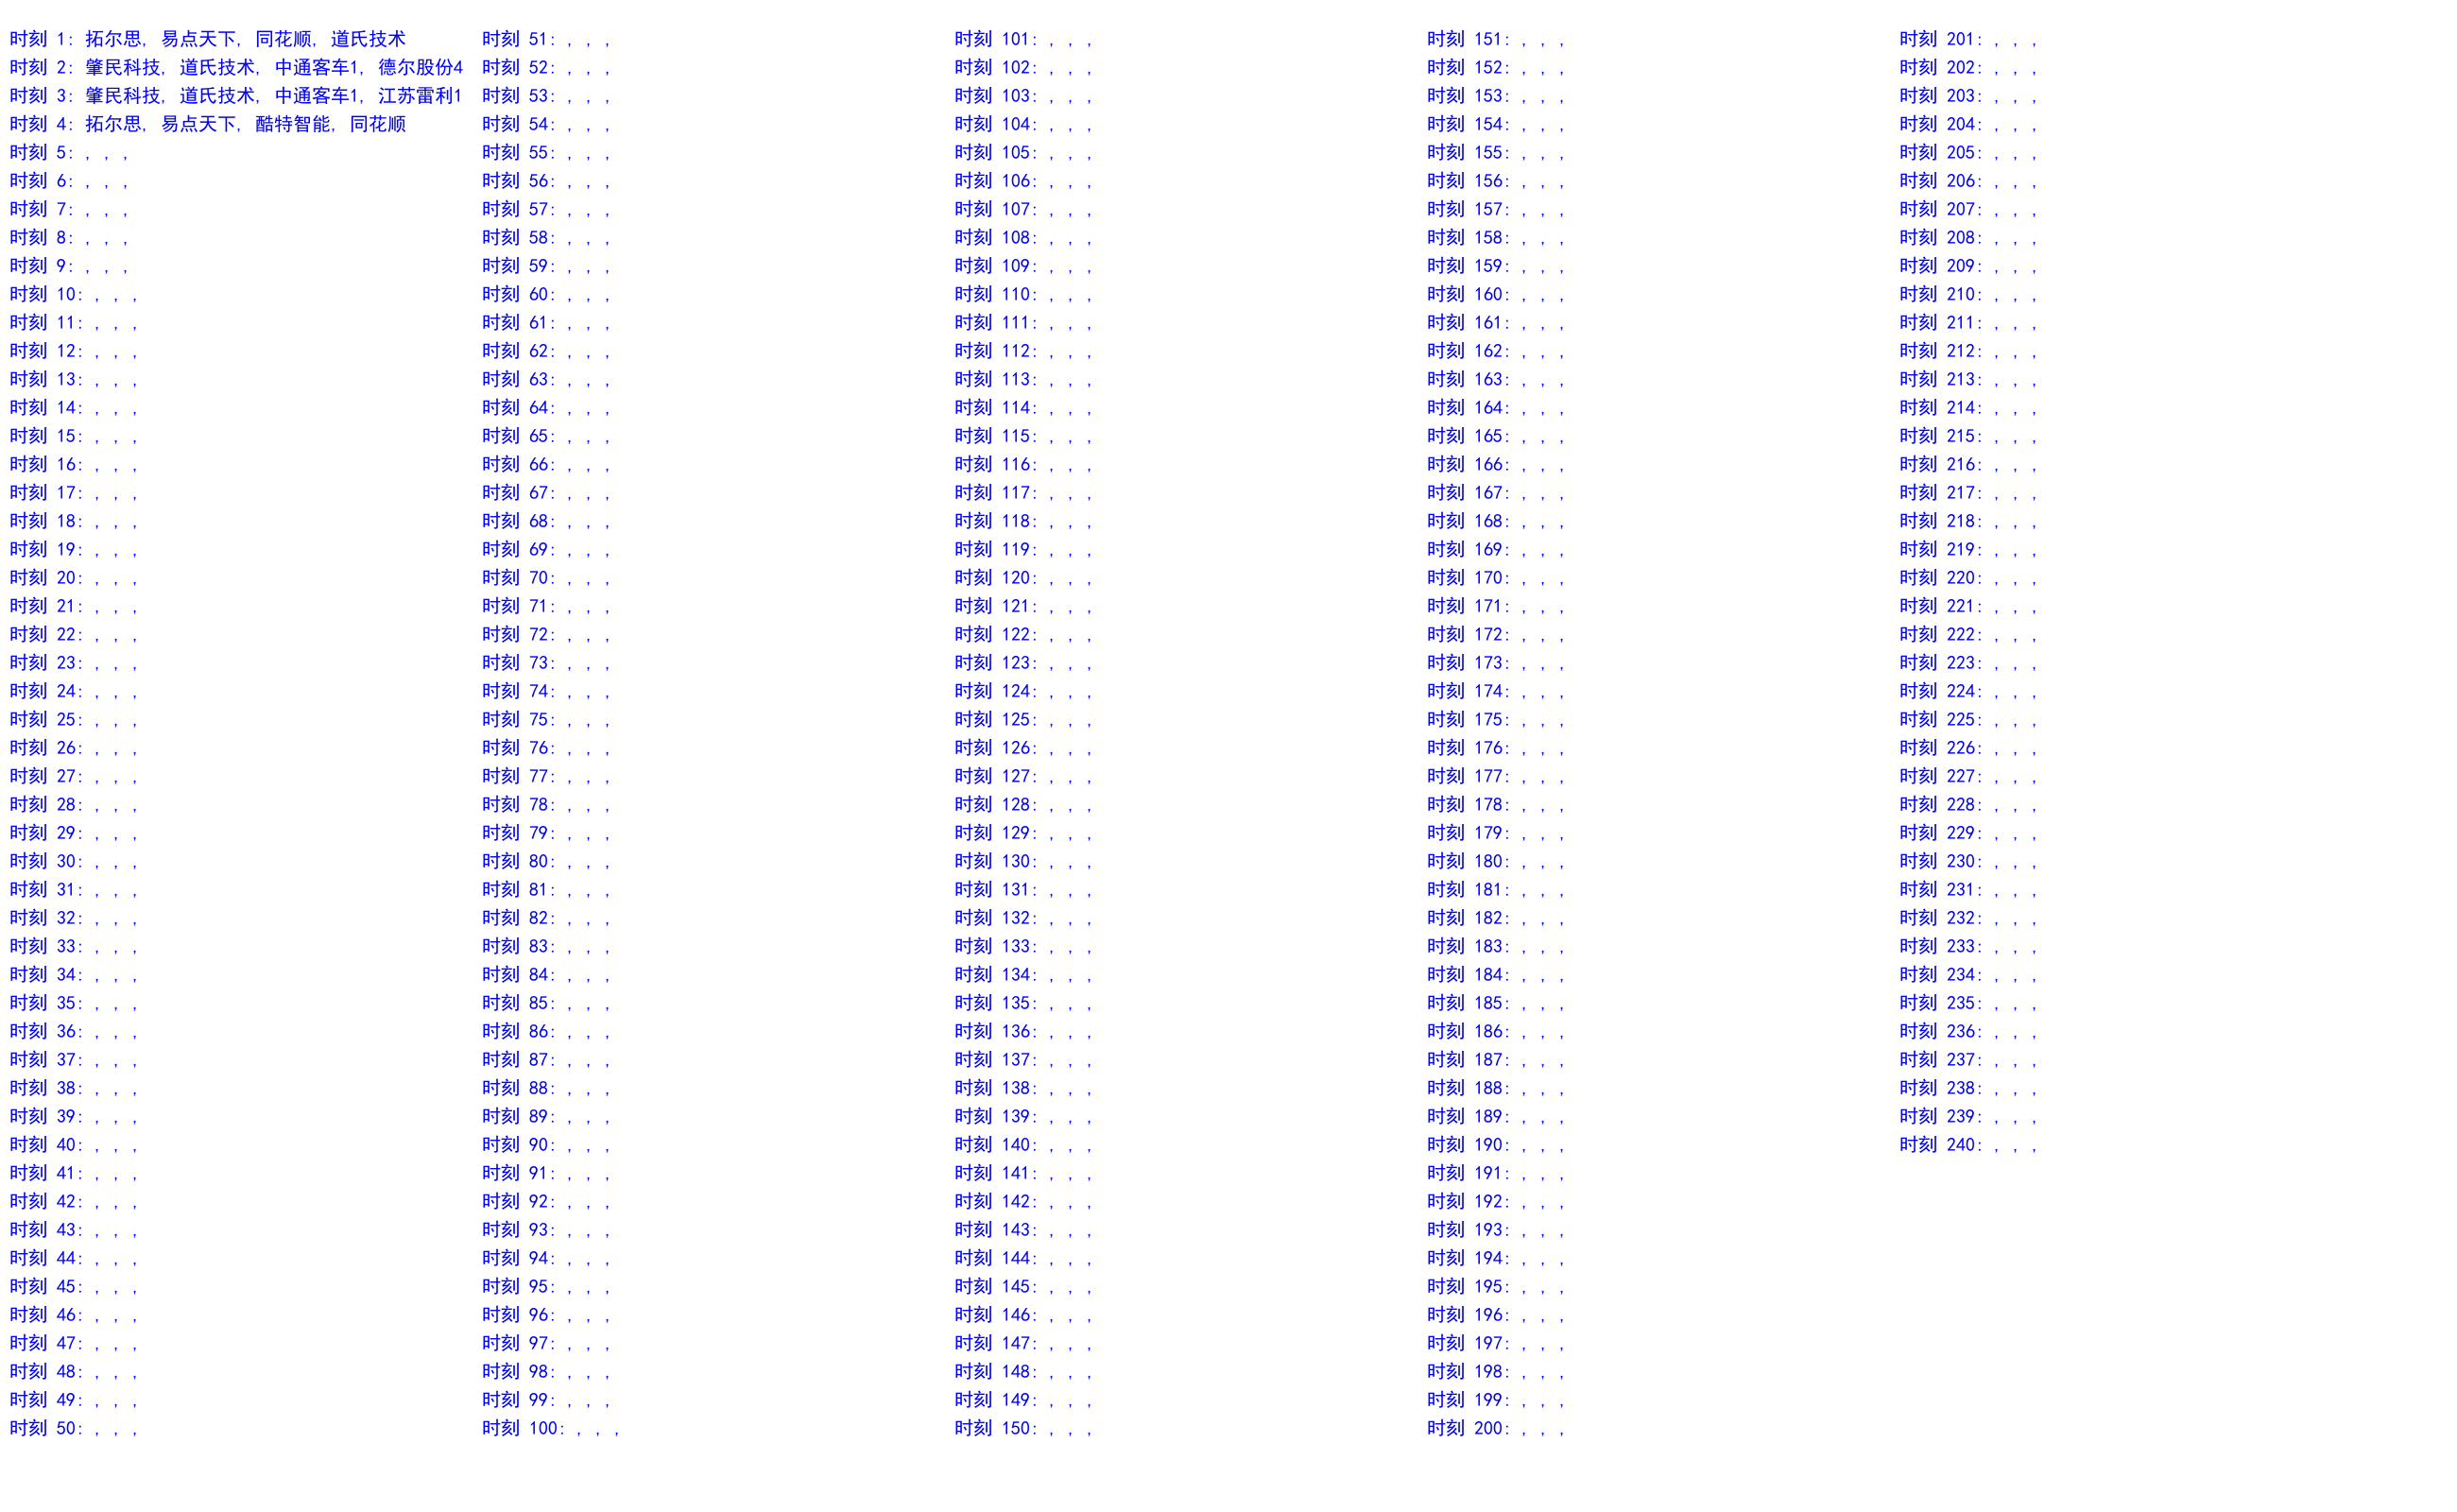 时刻 1: 拓尔思, 易点天下, 同花顺, 道氏技术
时刻 2: 肇民科技, 道氏技术, 中通客车1, 德尔股份4
时刻 3: 肇民科技, 道氏技术, 中通客车1, 江苏雷利1
时刻 4: 拓尔思, 易点天下, 酷特智能, 同花顺
时刻 5: , , ,
时刻 6: , , ,
时刻 7: , , ,
时刻 8: , , ,
时刻 9: , , ,
时刻 10: , , ,
时刻 11: , , ,
时刻 12: , , ,
时刻 13: , , ,
时刻 14: , , ,
时刻 15: , , ,
时刻 16: , , ,
时刻 17: , , ,
时刻 18: , , ,
时刻 19: , , ,
时刻 20: , , ,
时刻 21: , , ,
时刻 22: , , ,
时刻 23: , , ,
时刻 24: , , ,
时刻 25: , , ,
时刻 26: , , ,
时刻 27: , , ,
时刻 28: , , ,
时刻 29: , , ,
时刻 30: , , ,
时刻 31: , , ,
时刻 32: , , ,
时刻 33: , , ,
时刻 34: , , ,
时刻 35: , , ,
时刻 36: , , ,
时刻 37: , , ,
时刻 38: , , ,
时刻 39: , , ,
时刻 40: , , ,
时刻 41: , , ,
时刻 42: , , ,
时刻 43: , , ,
时刻 44: , , ,
时刻 45: , , ,
时刻 46: , , ,
时刻 47: , , ,
时刻 48: , , ,
时刻 49: , , ,
时刻 50: , , ,
时刻 51: , , ,
时刻 52: , , ,
时刻 53: , , ,
时刻 54: , , ,
时刻 55: , , ,
时刻 56: , , ,
时刻 57: , , ,
时刻 58: , , ,
时刻 59: , , ,
时刻 60: , , ,
时刻 61: , , ,
时刻 62: , , ,
时刻 63: , , ,
时刻 64: , , ,
时刻 65: , , ,
时刻 66: , , ,
时刻 67: , , ,
时刻 68: , , ,
时刻 69: , , ,
时刻 70: , , ,
时刻 71: , , ,
时刻 72: , , ,
时刻 73: , , ,
时刻 74: , , ,
时刻 75: , , ,
时刻 76: , , ,
时刻 77: , , ,
时刻 78: , , ,
时刻 79: , , ,
时刻 80: , , ,
时刻 81: , , ,
时刻 82: , , ,
时刻 83: , , ,
时刻 84: , , ,
时刻 85: , , ,
时刻 86: , , ,
时刻 87: , , ,
时刻 88: , , ,
时刻 89: , , ,
时刻 90: , , ,
时刻 91: , , ,
时刻 92: , , ,
时刻 93: , , ,
时刻 94: , , ,
时刻 95: , , ,
时刻 96: , , ,
时刻 97: , , ,
时刻 98: , , ,
时刻 99: , , ,
时刻 100: , , ,
时刻 101: , , ,
时刻 102: , , ,
时刻 103: , , ,
时刻 104: , , ,
时刻 105: , , ,
时刻 106: , , ,
时刻 107: , , ,
时刻 108: , , ,
时刻 109: , , ,
时刻 110: , , ,
时刻 111: , , ,
时刻 112: , , ,
时刻 113: , , ,
时刻 114: , , ,
时刻 115: , , ,
时刻 116: , , ,
时刻 117: , , ,
时刻 118: , , ,
时刻 119: , , ,
时刻 120: , , ,
时刻 121: , , ,
时刻 122: , , ,
时刻 123: , , ,
时刻 124: , , ,
时刻 125: , , ,
时刻 126: , , ,
时刻 127: , , ,
时刻 128: , , ,
时刻 129: , , ,
时刻 130: , , ,
时刻 131: , , ,
时刻 132: , , ,
时刻 133: , , ,
时刻 134: , , ,
时刻 135: , , ,
时刻 136: , , ,
时刻 137: , , ,
时刻 138: , , ,
时刻 139: , , ,
时刻 140: , , ,
时刻 141: , , ,
时刻 142: , , ,
时刻 143: , , ,
时刻 144: , , ,
时刻 145: , , ,
时刻 146: , , ,
时刻 147: , , ,
时刻 148: , , ,
时刻 149: , , ,
时刻 150: , , ,
时刻 151: , , ,
时刻 152: , , ,
时刻 153: , , ,
时刻 154: , , ,
时刻 155: , , ,
时刻 156: , , ,
时刻 157: , , ,
时刻 158: , , ,
时刻 159: , , ,
时刻 160: , , ,
时刻 161: , , ,
时刻 162: , , ,
时刻 163: , , ,
时刻 164: , , ,
时刻 165: , , ,
时刻 166: , , ,
时刻 167: , , ,
时刻 168: , , ,
时刻 169: , , ,
时刻 170: , , ,
时刻 171: , , ,
时刻 172: , , ,
时刻 173: , , ,
时刻 174: , , ,
时刻 175: , , ,
时刻 176: , , ,
时刻 177: , , ,
时刻 178: , , ,
时刻 179: , , ,
时刻 180: , , ,
时刻 181: , , ,
时刻 182: , , ,
时刻 183: , , ,
时刻 184: , , ,
时刻 185: , , ,
时刻 186: , , ,
时刻 187: , , ,
时刻 188: , , ,
时刻 189: , , ,
时刻 190: , , ,
时刻 191: , , ,
时刻 192: , , ,
时刻 193: , , ,
时刻 194: , , ,
时刻 195: , , ,
时刻 196: , , ,
时刻 197: , , ,
时刻 198: , , ,
时刻 199: , , ,
时刻 200: , , ,
时刻 201: , , ,
时刻 202: , , ,
时刻 203: , , ,
时刻 204: , , ,
时刻 205: , , ,
时刻 206: , , ,
时刻 207: , , ,
时刻 208: , , ,
时刻 209: , , ,
时刻 210: , , ,
时刻 211: , , ,
时刻 212: , , ,
时刻 213: , , ,
时刻 214: , , ,
时刻 215: , , ,
时刻 216: , , ,
时刻 217: , , ,
时刻 218: , , ,
时刻 219: , , ,
时刻 220: , , ,
时刻 221: , , ,
时刻 222: , , ,
时刻 223: , , ,
时刻 224: , , ,
时刻 225: , , ,
时刻 226: , , ,
时刻 227: , , ,
时刻 228: , , ,
时刻 229: , , ,
时刻 230: , , ,
时刻 231: , , ,
时刻 232: , , ,
时刻 233: , , ,
时刻 234: , , ,
时刻 235: , , ,
时刻 236: , , ,
时刻 237: , , ,
时刻 238: , , ,
时刻 239: , , ,
时刻 240: , , ,